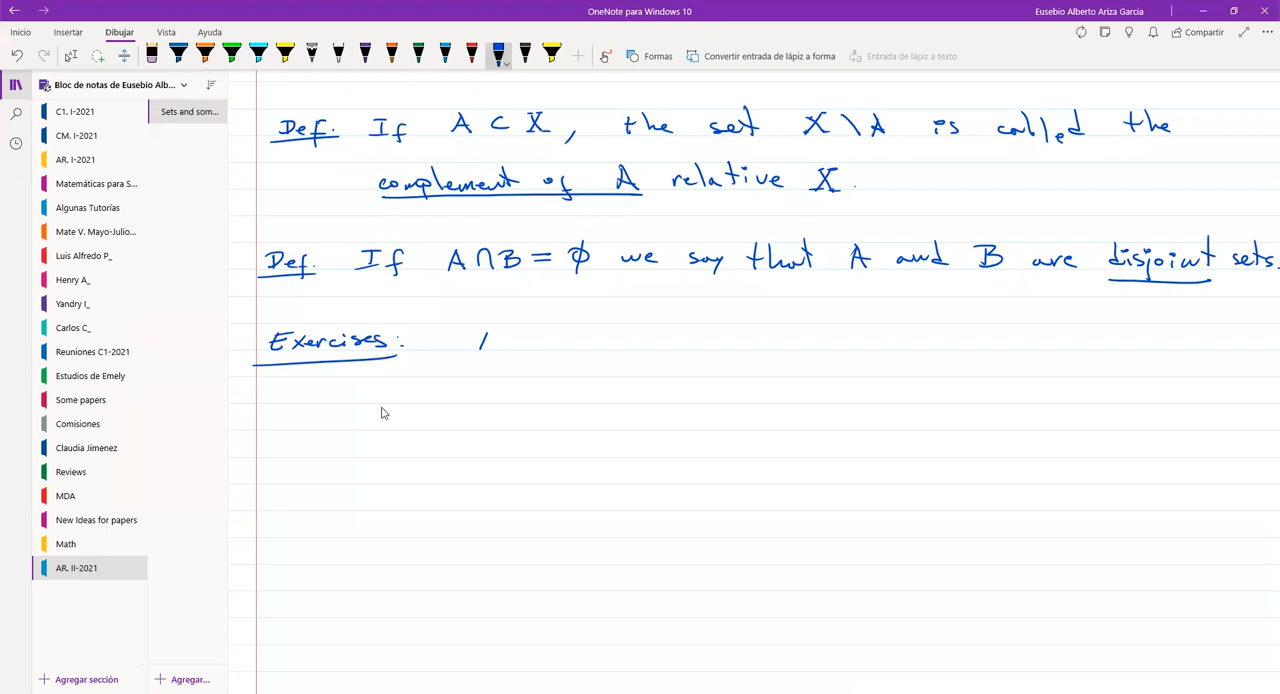 OneNote para Windows 10
Eusebio Alberto Ariza Garcia
Inicio Insertar Dibujar Vista Ayuda
Compartir
Formas Convertir entrada de lápiz a forma Entrada de lápiz a texto
Bloc de notas de Eusebio Alb...
C1. I-2021
CM. I-2021
AR. I-2021
Matemáticas para S...
Algunas Tutorías
Mate V. Mayo-Julio...
Luis Alfredo P_
Henry A_
Yandry I_
Carlos C_
Reuniones C1-2021
Estudios de Emely
Some papers
Comisiones
Claudia Jimenez
Reviews
MDA
New Ideas for papers
Math
AR. II-2021
Agregar sección
Sets and som...
Agregar...
Def. If A ⊂ X, the set X \ A is called the
complement of A relative X.
Def. If A ∩ B = ϕ we say that A and B are disjoint sets.
Exercises: /